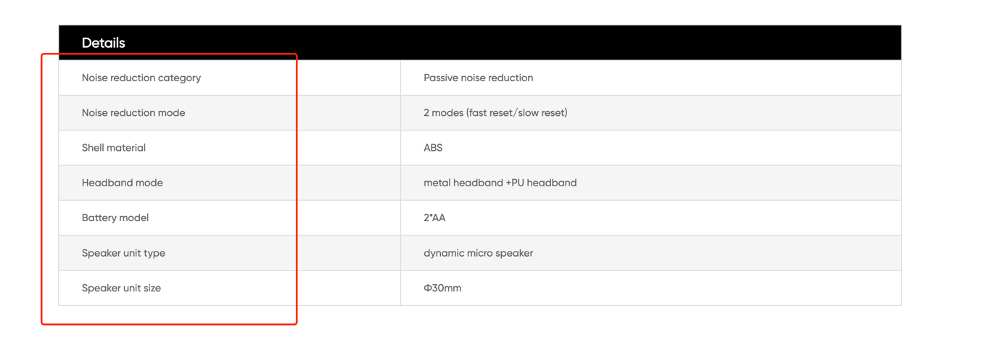 Details
Noise reduction category Passive noise reduction
Noise reduction mode 2 modes (fast reset/slow reset)
Shell material ABS
Headband mode metal headband +PU headband
Battery model 2*AA
Speaker unit type dynamic micro speaker
Speaker unit size Φ30mm